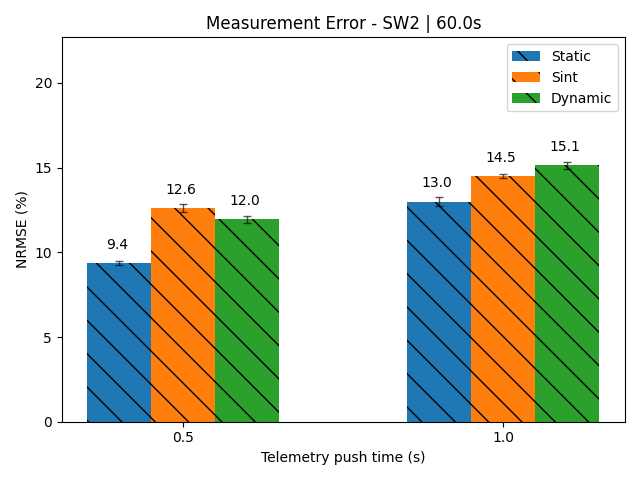 Measurement Error - SW2 | 60.0s
Static
Sint
Dynamic
NRMSE (%)
20
15
10
5
0
9.4
12.6
12.0
13.0
14.5
15.1
0.5
1.0
Telemetry push time (s)